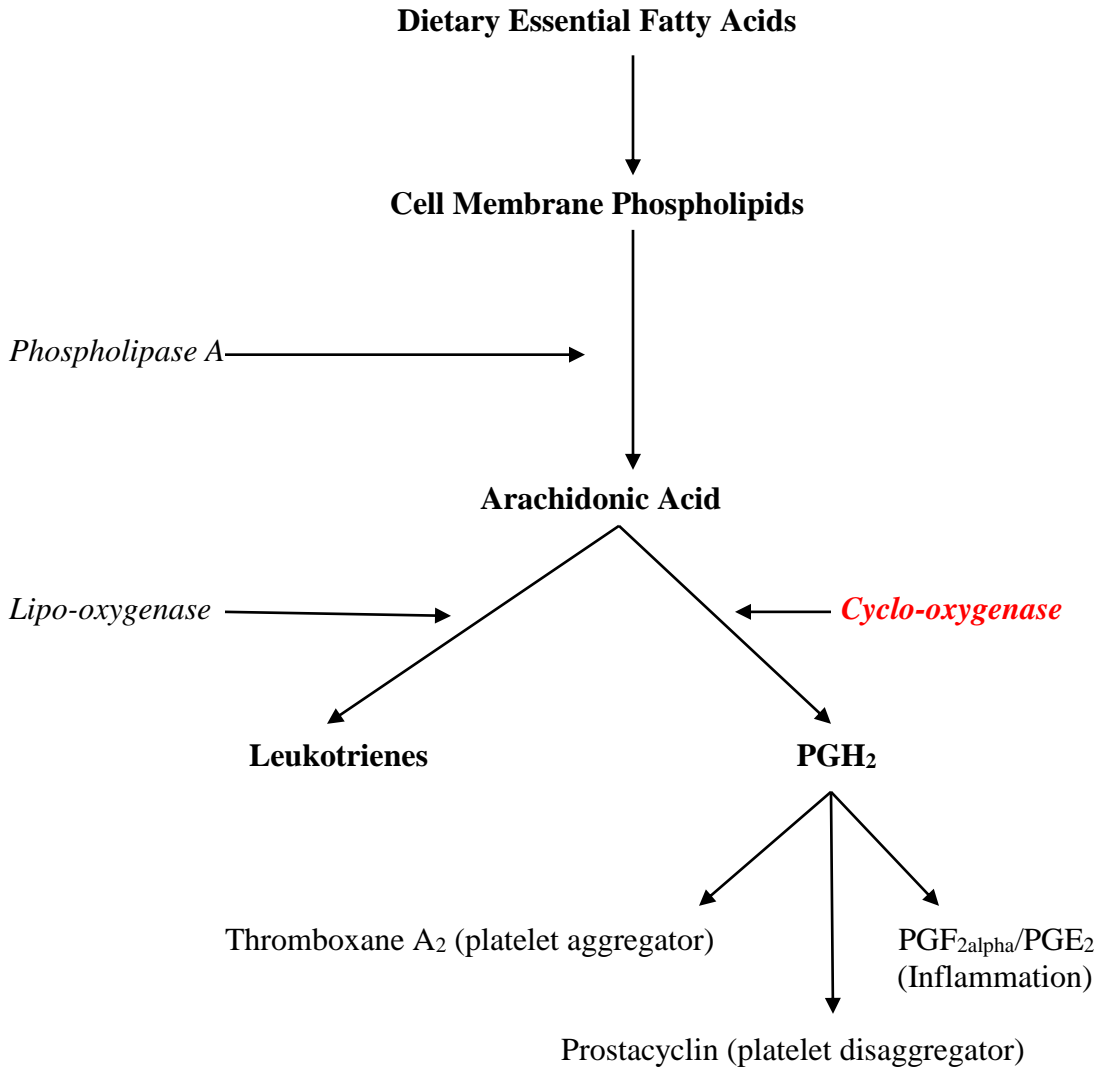 Dietary Essential Fatty Acids
Cell Membrane Phospholipids
Phospholipase A
Arachidonic Acid
Lipo-oxygenase
Cyclo-oxygenase
Leukotrienes
PGH₂
Thromboxane A₂ (platelet aggregator)
PGF₂alpha/PGE₂
(Inflammation)
Prostacyclin (platelet disaggregator)